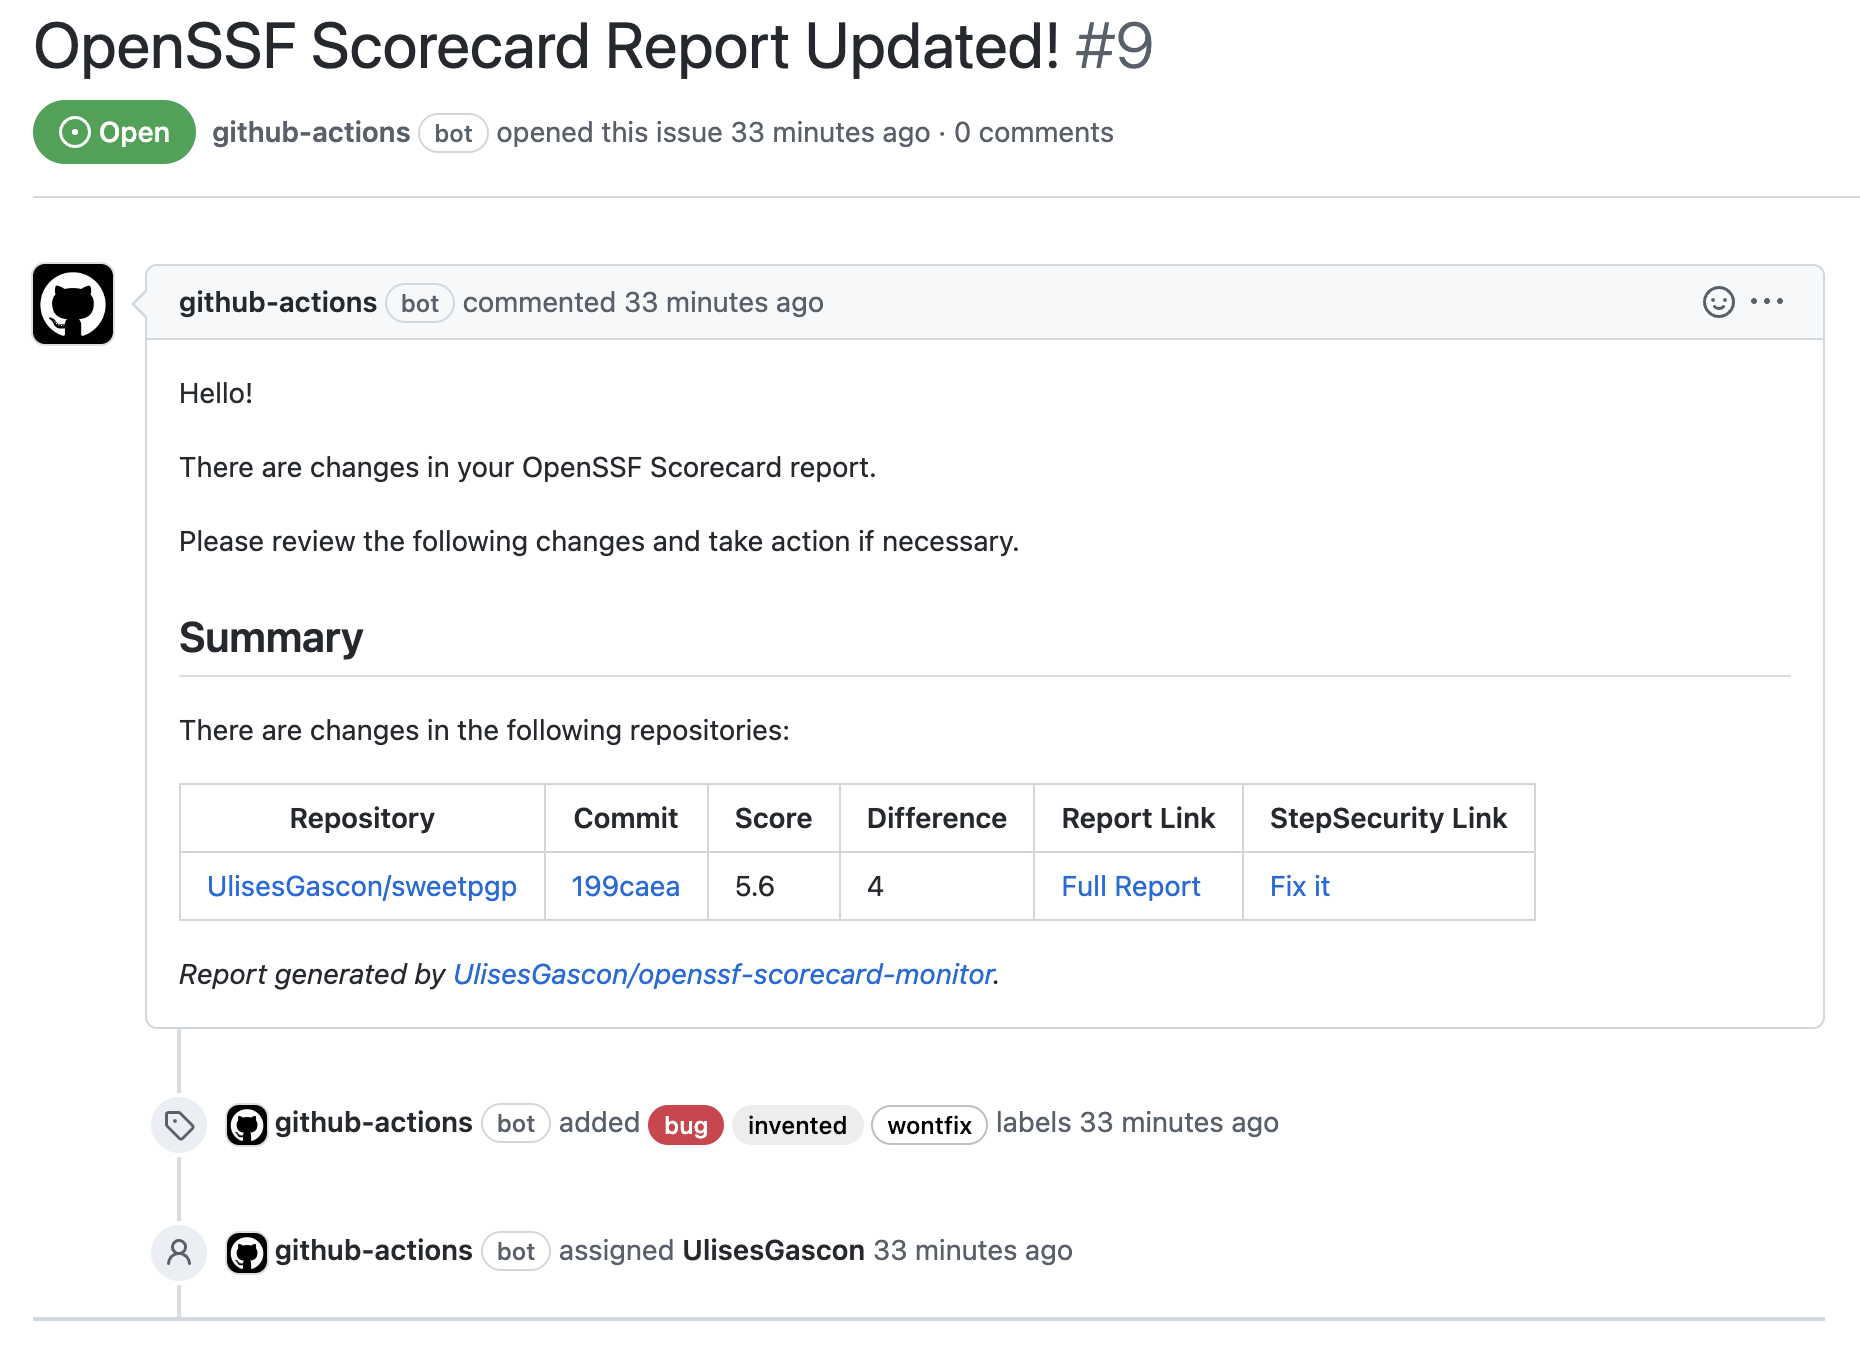 OpenSSF Scorecard Report Updated! #9
Open github-actions bot opened this issue 33 minutes ago · 0 comments
github-actions bot commented 33 minutes ago
Hello!
There are changes in your OpenSSF Scorecard report.
Please review the following changes and take action if necessary.
Summary
There are changes in the following repositories:
Repository Commit Score Difference Report Link StepSecurity Link
UlisesGascon/sweetpgp 199caea 5.6 4 Full Report Fix it
Report generated by UlisesGascon/openssf-scorecard-monitor.
github-actions bot added bug invented wontfix labels 33 minutes ago
github-actions bot assigned UlisesGascon 33 minutes ago